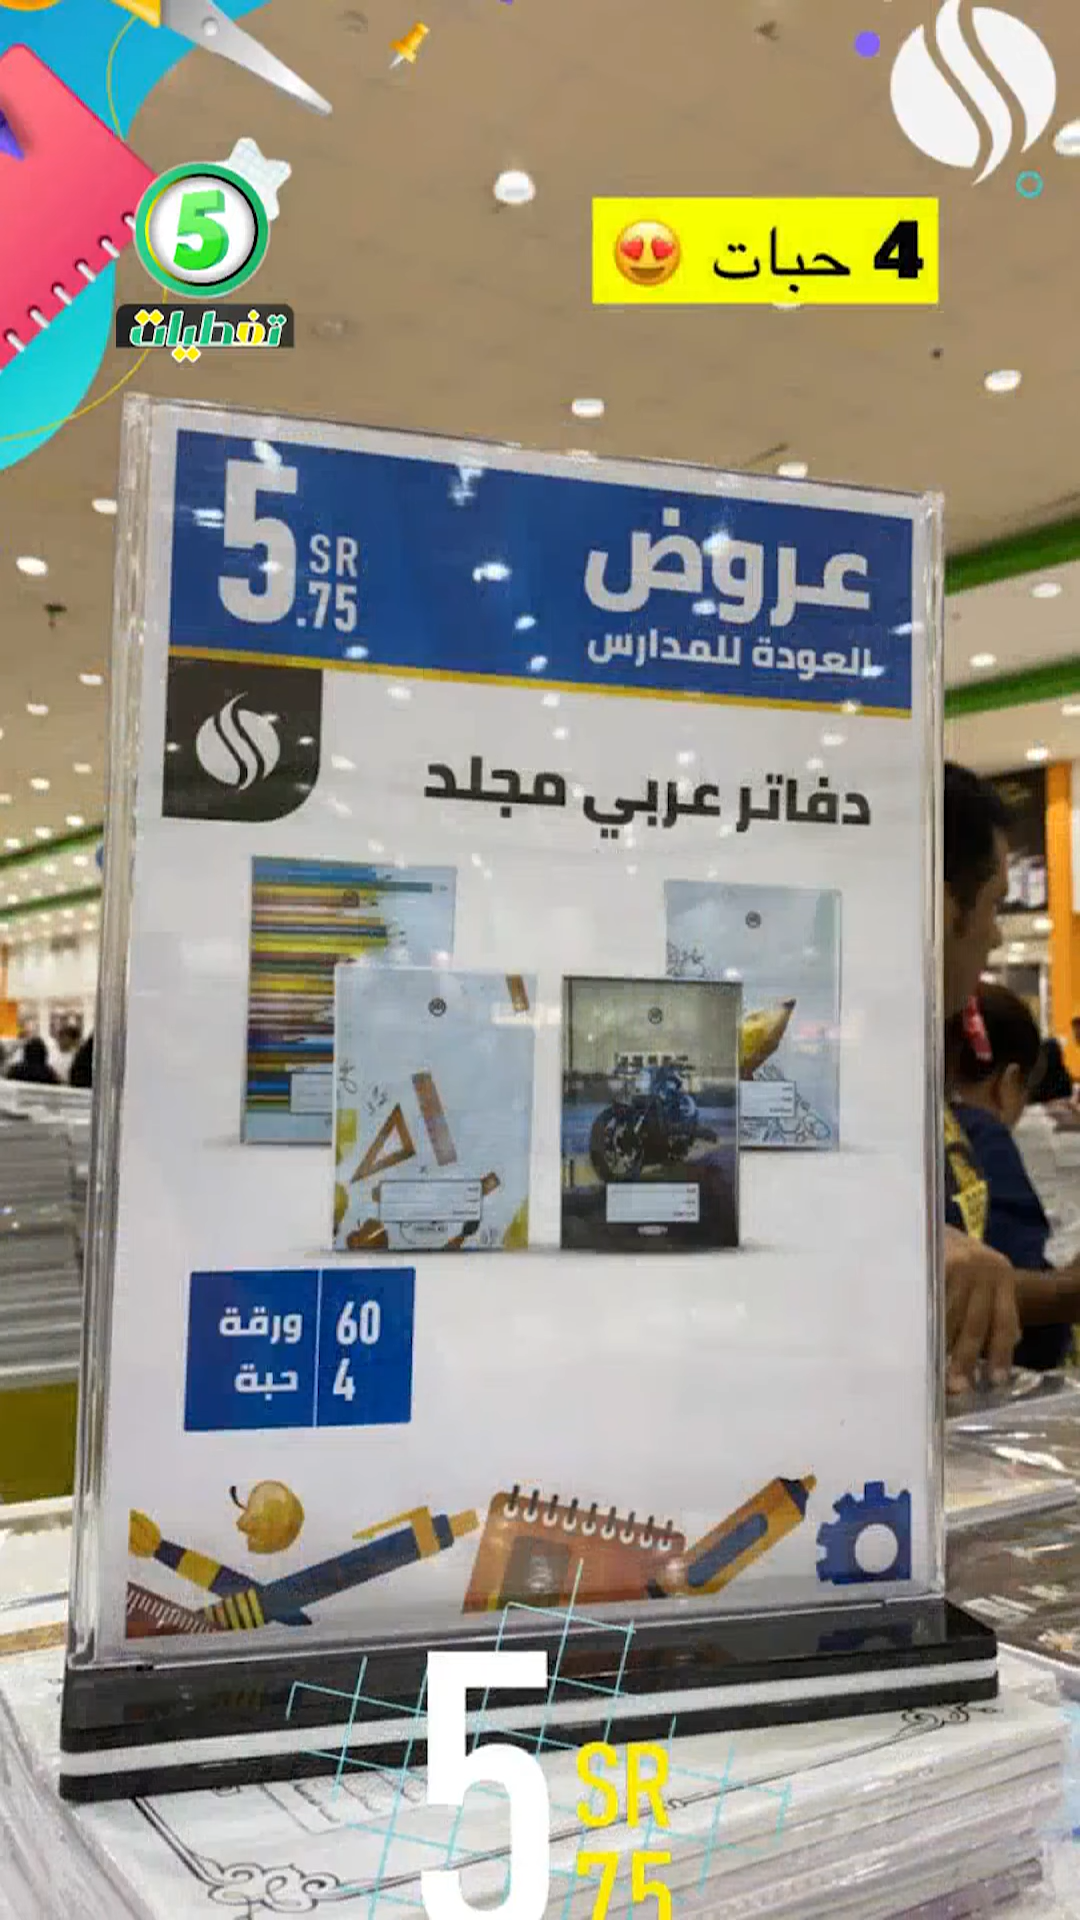 4 حبات 😍
5
تغطيات
عروض
العودة للمدارس
5 SR .75
دفاتر عربي مجلد
60 ورقة
4 حبة
5 SR 75